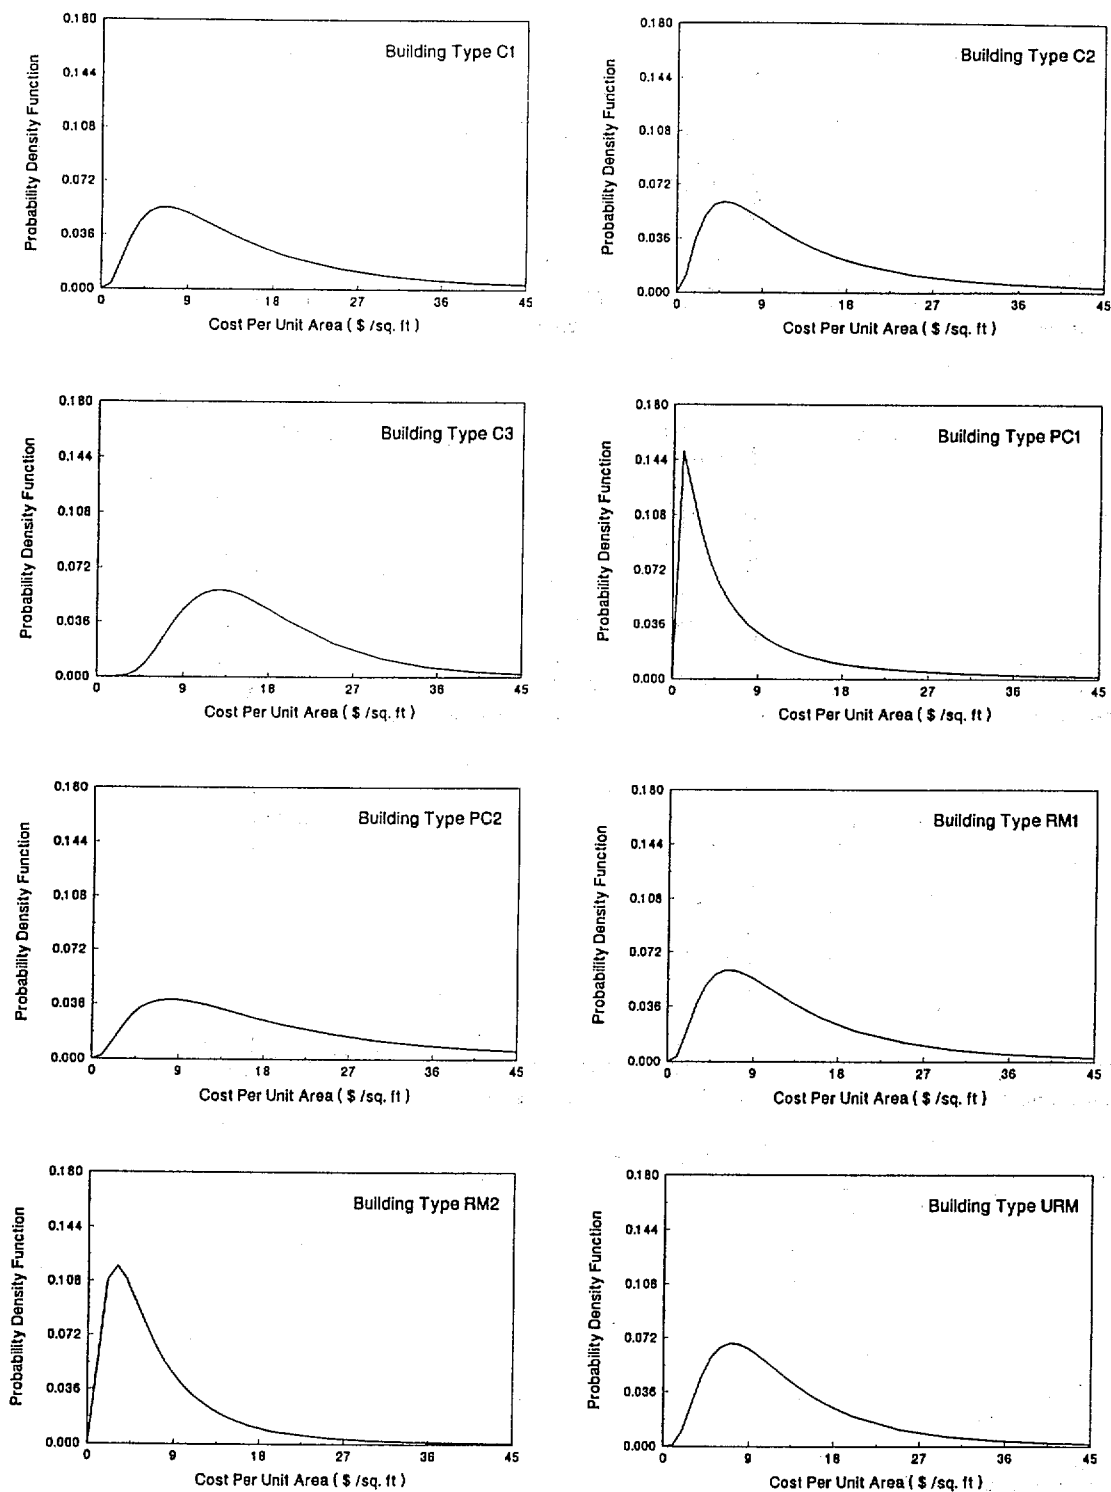 Building Type C1
Probability Density Function
0.180
0.144
0.108
0.072
0.036
0.000
0 9 18 27 36 45
Cost Per Unit Area ( $ /sq. ft )
Building Type C2
Probability Density Function
0.180
0.144
0.108
0.072
0.036
0.000
0 9 18 27 36 45
Cost Per Unit Area ( $ /sq. ft )
Building Type C3
Probability Density Function
0.180
0.144
0.108
0.072
0.036
0.000
0 9 18 27 36 45
Cost Per Unit Area ( $ /sq. ft )
Building Type PC1
Probability Density Function
0.180
0.144
0.108
0.072
0.036
0.000
0 9 18 27 36 45
Cost Per Unit Area ( $ /sq. ft )
Building Type PC2
Probability Density Function
0.180
0.144
0.108
0.072
0.036
0.000
0 9 18 27 36 45
Cost Per Unit Area ( $ /sq. ft )
Building Type RM1
Probability Density Function
0.180
0.144
0.108
0.072
0.036
0.000
0 9 18 27 36 45
Cost Per Unit Area ( $ /sq. ft )
Building Type RM2
Probability Density Function
0.180
0.144
0.108
0.072
0.036
0.000
0 9 18 27 36 45
Cost Per Unit Area ( $ /sq. ft )
Building Type URM
Probability Density Function
0.180
0.144
0.108
0.072
0.036
0.000
0 9 18 27 36 45
Cost Per Unit Area ( $ /sq. ft )